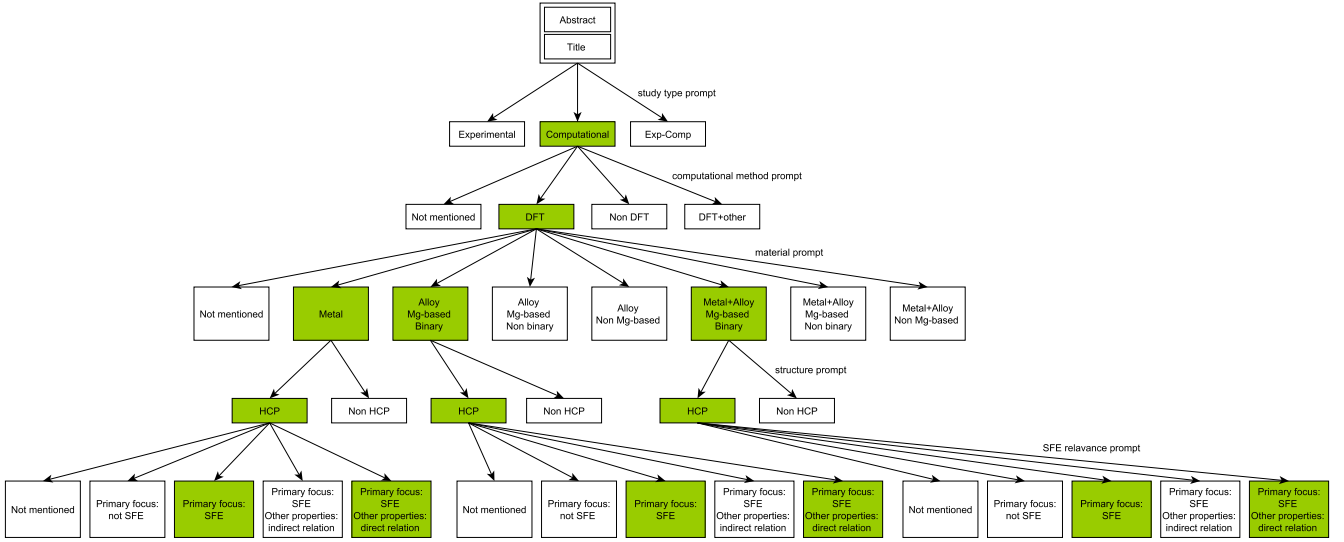 Abstract
Title
study type prompt
Experimental
Computational
Exp-Comp
computational method prompt
Not mentioned
DFT
Non DFT
DFT+other
material prompt
Not mentioned
Metal
Alloy
Mg-based
Binary
Alloy
Mg-based
Non binary
Alloy
Non Mg-based
Metal+Alloy
Mg-based
Binary
Metal+Alloy
Mg-based
Non binary
Metal+Alloy
Non Mg-based
structure prompt
HCP
Non HCP
HCP
Non HCP
HCP
Non HCP
SFE relavance prompt
Not mentioned
Primary focus:
not SFE
Primary focus:
SFE
Primary focus:
SFE
Other properties:
indirect relation
Primary focus:
SFE
Other properties:
direct relation
Not mentioned
Primary focus:
not SFE
Primary focus:
SFE
Primary focus:
SFE
Other properties:
indirect relation
Primary focus:
SFE
Other properties:
direct relation
Not mentioned
Primary focus:
not SFE
Primary focus:
SFE
Primary focus:
SFE
Other properties:
indirect relation
Primary focus:
SFE
Other properties:
direct relation